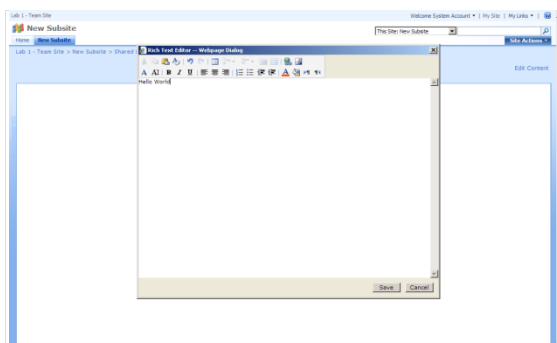 Lab 1 - Team Site
Welcome System Account | My Site | My Links
New Subsite
This Site: New Subsite
Home New Subsite
Site Actions
Lab 1 - Team Site > New Subsite > Shared
Rich Text Editor -- Webpage Dialog
Edit Content
A AI B I U A
Hello World
Save Cancel